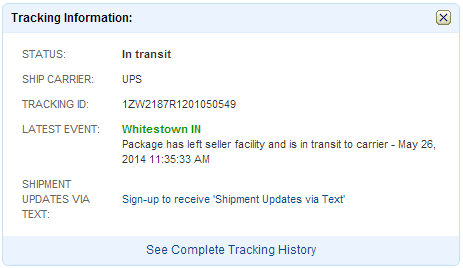 Tracking Information:
STATUS: In transit
SHIP CARRIER: UPS
TRACKING ID: 1ZW2187R1201050549
LATEST EVENT: Whitestown IN
Package has left seller facility and is in transit to carrier - May 26,
2014 11:35:33 AM
SHIPMENT
UPDATES VIA Sign-up to receive 'Shipment Updates via Text'
TEXT:
See Complete Tracking History